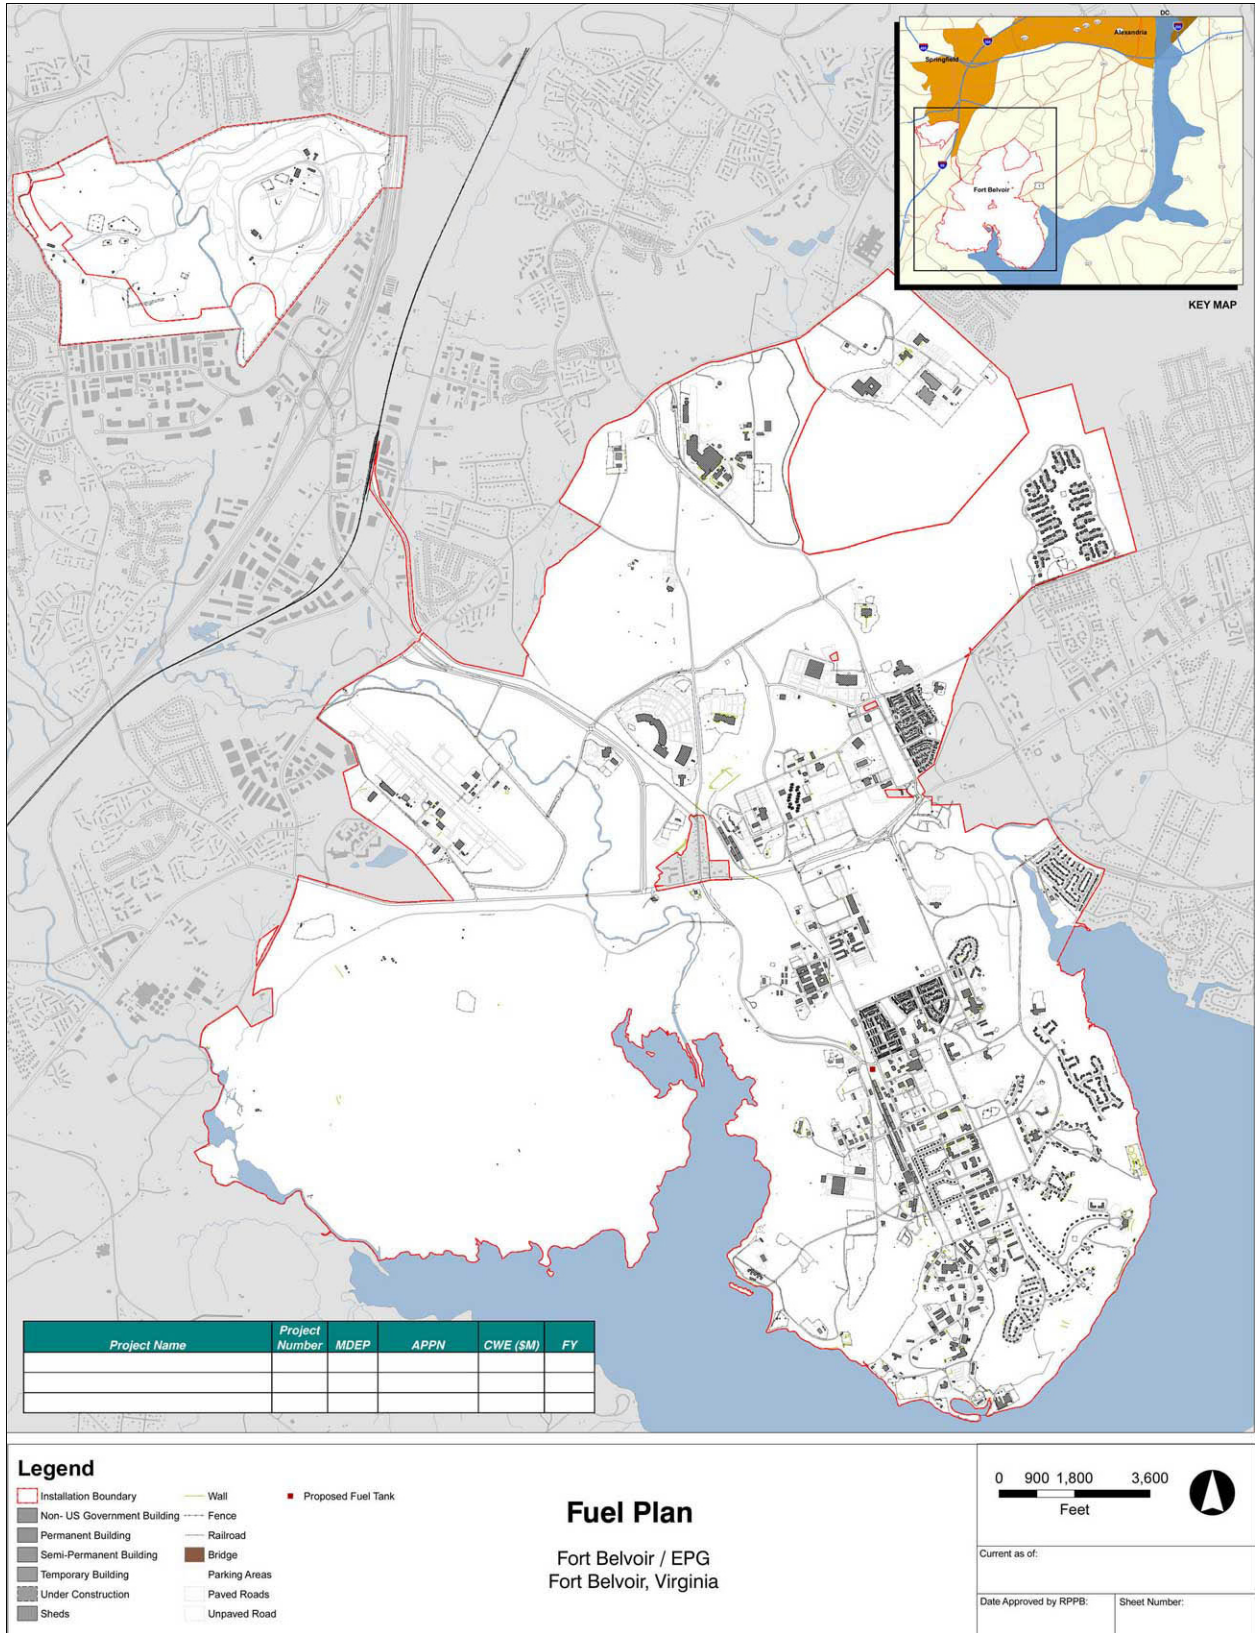 DC
Alexandria
Springfield
Fort Belvoir
KEY MAP
Project Name
Project Number
MDEP
APPN
CWE ($M)
FY
Legend
Installation Boundary
Non- US Government Building
Permanent Building
Semi-Permanent Building
Temporary Building
Under Construction
Sheds
Wall
Fence
Railroad
Bridge
Parking Areas
Paved Roads
Unpaved Road
Proposed Fuel Tank
Fuel Plan
Fort Belvoir / EPG
Fort Belvoir, Virginia
0 900 1,800 3,600
Feet
Current as of:
Date Approved by RPPB:
Sheet Number: